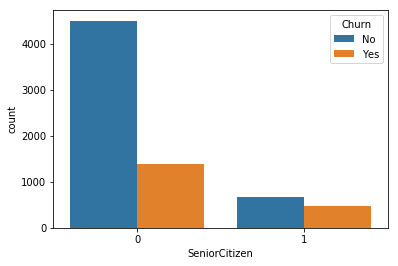 Churn
No
Yes
4000
3000
2000
1000
0
count
0 1
SeniorCitizen